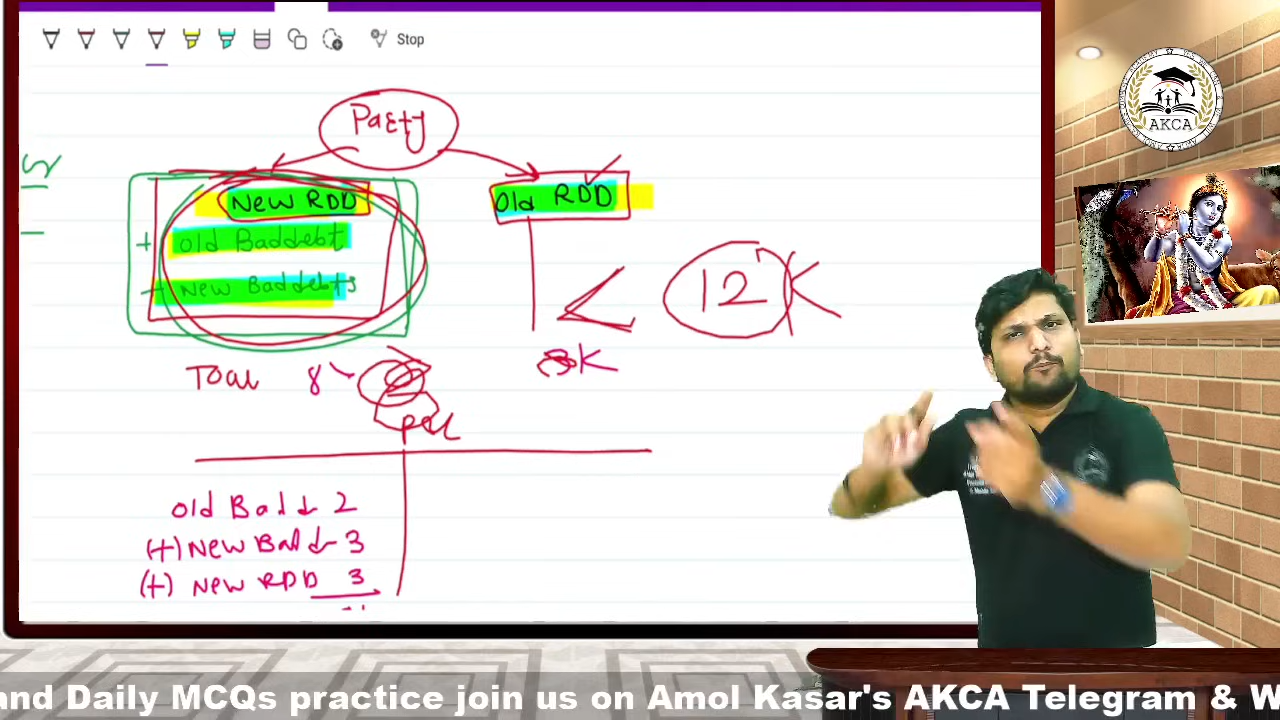 Stop
Party
New RDD
Old RDD
+ Old Baddebt
+ New Baddebts
12K
Total 8
P&L
Old Bad d 2
(+) New Bad d 3
(+) New RDD 3
AKCA
and Daily MCQs practice join us on Amol Kasar's AKCA Telegram & W